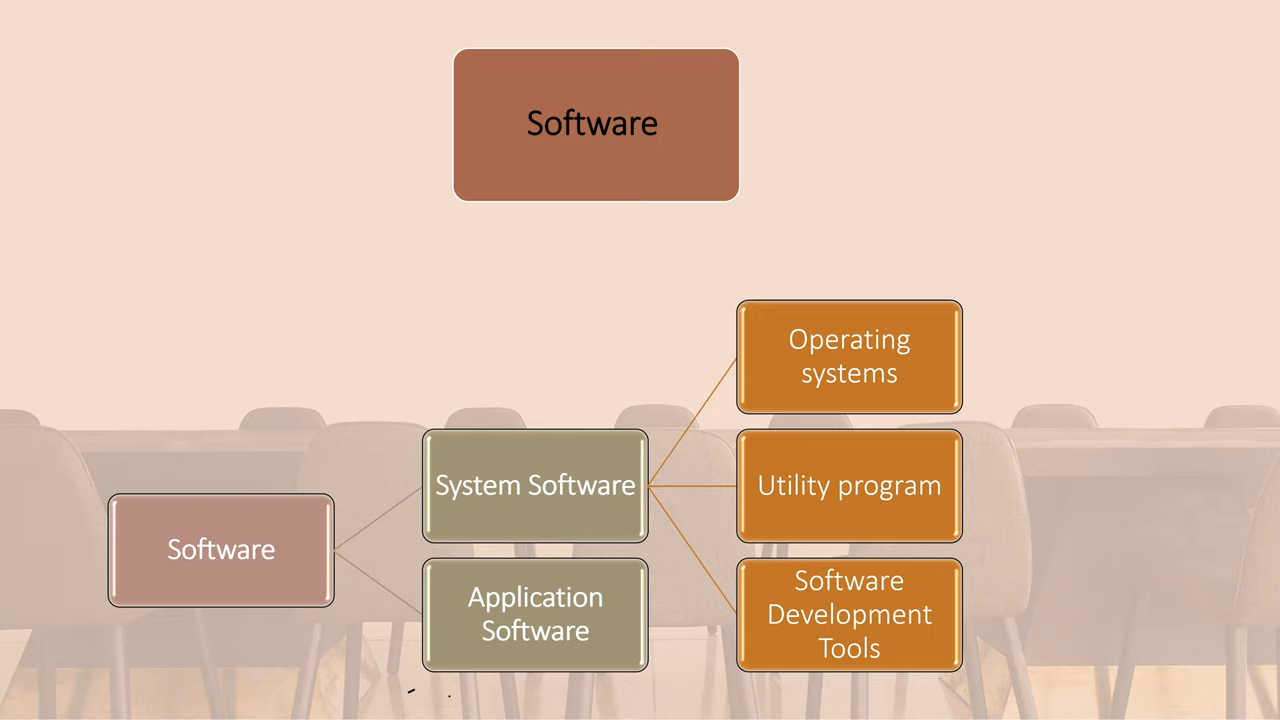 Software
Operating
systems
System Software
Utility program
Software
Application
Software
Software
Development
Tools